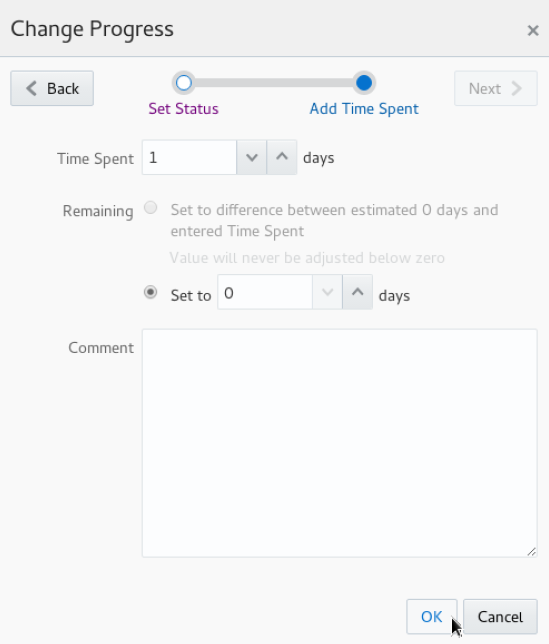 Change Progress ×
Back
Next
Set Status
Add Time Spent
Time Spent 1 days
Remaining Set to difference between estimated 0 days and
entered Time Spent
Value will never be adjusted below zero
Set to 0 days
Comment
OK Cancel